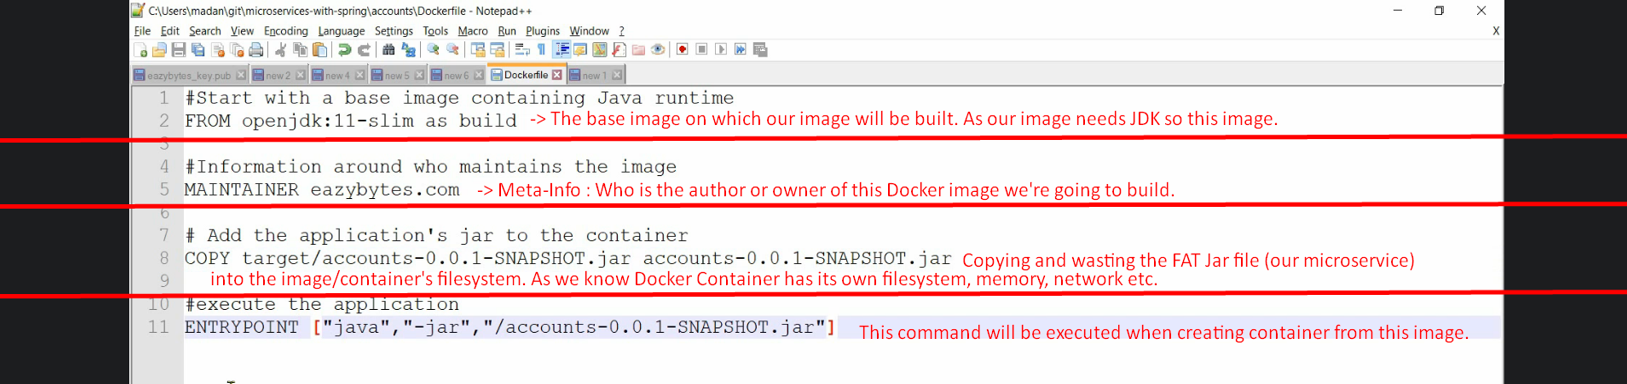 C:\Users\madan\git\microservices-with-spring\accounts\Dockerfile - Notepad++
File Edit Search View Encoding Language Settings Tools Macro Run Plugins Window ? X
eazybytes_key.pub new 2 new 4 new 5 new 6 Dockerfile new 1
1 #Start with a base image containing Java runtime
2 FROM openjdk:11-slim as build -> The base image on which our image will be built. As our image needs JDK so this image.
3
4 #Information around who maintains the image
5 MAINTAINER eazybytes.com -> Meta-Info : Who is the author or owner of this Docker image we're going to build.
6
7 # Add the application's jar to the container
8 COPY target/accounts-0.0.1-SNAPSHOT.jar accounts-0.0.1-SNAPSHOT.jar Copying and wasting the FAT Jar file (our microservice)
9 into the image/container's filesystem. As we know Docker Container has its own filesystem, memory, network etc.
10 #execute the application
11 ENTRYPOINT ["java","-jar","/accounts-0.0.1-SNAPSHOT.jar"] This command will be executed when creating container from this image.